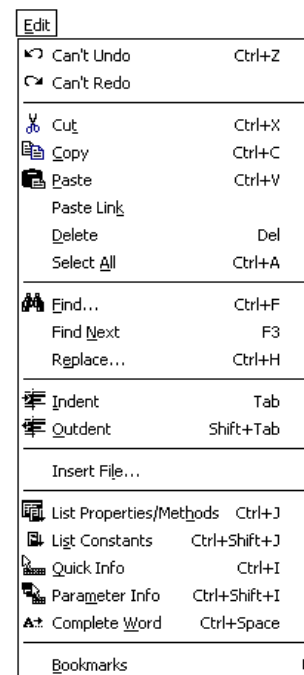 Edit
Can't Undo Ctrl+Z
Can't Redo
Cut Ctrl+X
Copy Ctrl+C
Paste Ctrl+V
Paste Link
Delete Del
Select All Ctrl+A
Find... Ctrl+F
Find Next F3
Replace... Ctrl+H
Indent Tab
Outdent Shift+Tab
Insert File...
List Properties/Methods Ctrl+J
List Constants Ctrl+Shift+J
Quick Info Ctrl+I
Parameter Info Ctrl+Shift+I
Complete Word Ctrl+Space
Bookmarks